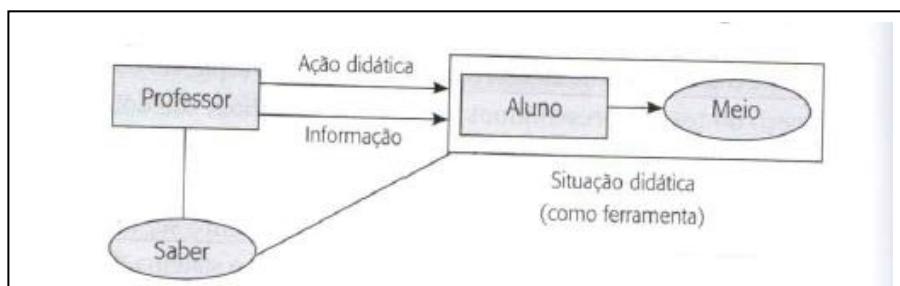 Ação didática
Professor
Aluno
Meio
Informação
Situação didática
(como ferramenta)
Saber